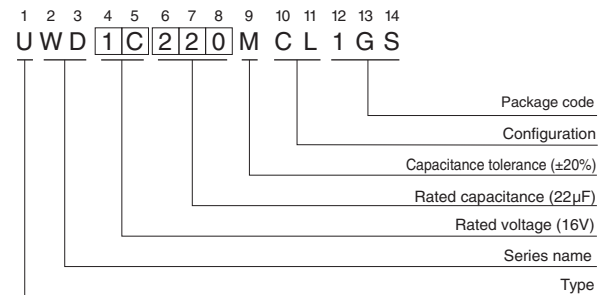 1 2 3 4 5 6 7 8 9 10 11 12 13 14
U W D 1 C 2 2 0 M C L 1 G S
Package code
Configuration
Capacitance tolerance (±20%)
Rated capacitance (22µF)
Rated voltage (16V)
Series name
Type